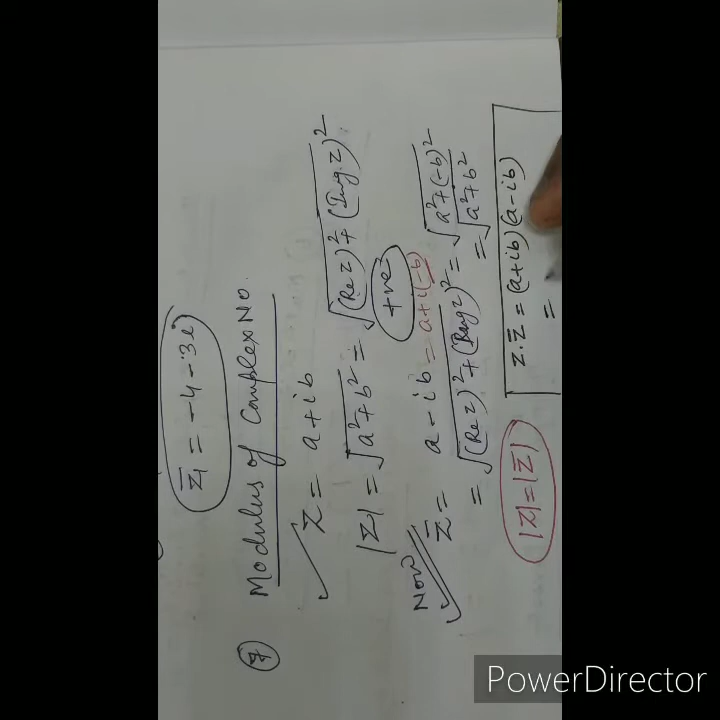 z̄₁ = -4-3i
⑦ Modulus of Complex No.
z = a+ib
|z| = √a²+b² = √(Re z)²+(Img z)²
+ve
Now
z̄ = a-ib = a+i(-b)
= √(Re z)²+(Img z)² = √a²+(-b)²
= √a²+b²
|z|=|z̄|
z.z̄ = (a+ib)(a-ib)
=
PowerDirector